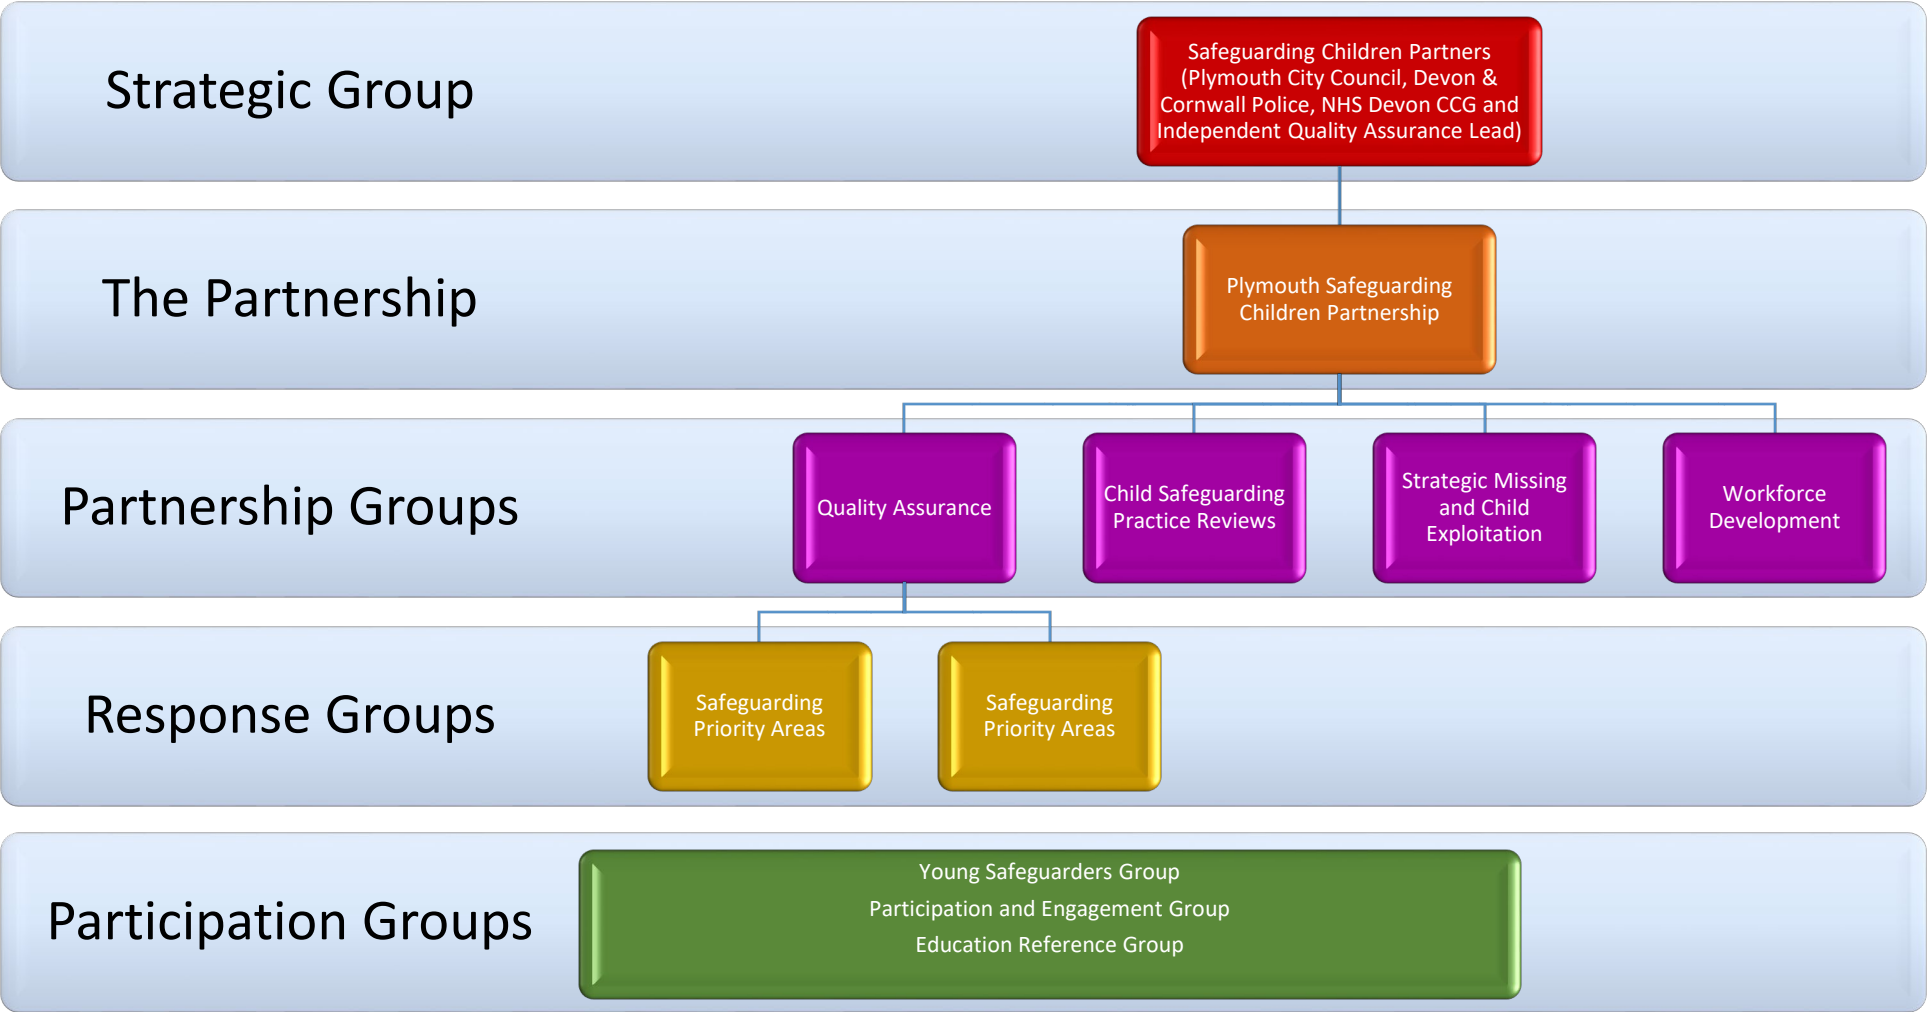 Strategic Group
Safeguarding Children Partners
(Plymouth City Council, Devon &
Cornwall Police, NHS Devon CCG and
Independent Quality Assurance Lead)
The Partnership
Plymouth Safeguarding
Children Partnership
Partnership Groups
Quality Assurance
Child Safeguarding
Practice Reviews
Strategic Missing
and Child
Exploitation
Workforce
Development
Response Groups
Safeguarding
Priority Areas
Safeguarding
Priority Areas
Participation Groups
Young Safeguarders Group
Participation and Engagement Group
Education Reference Group